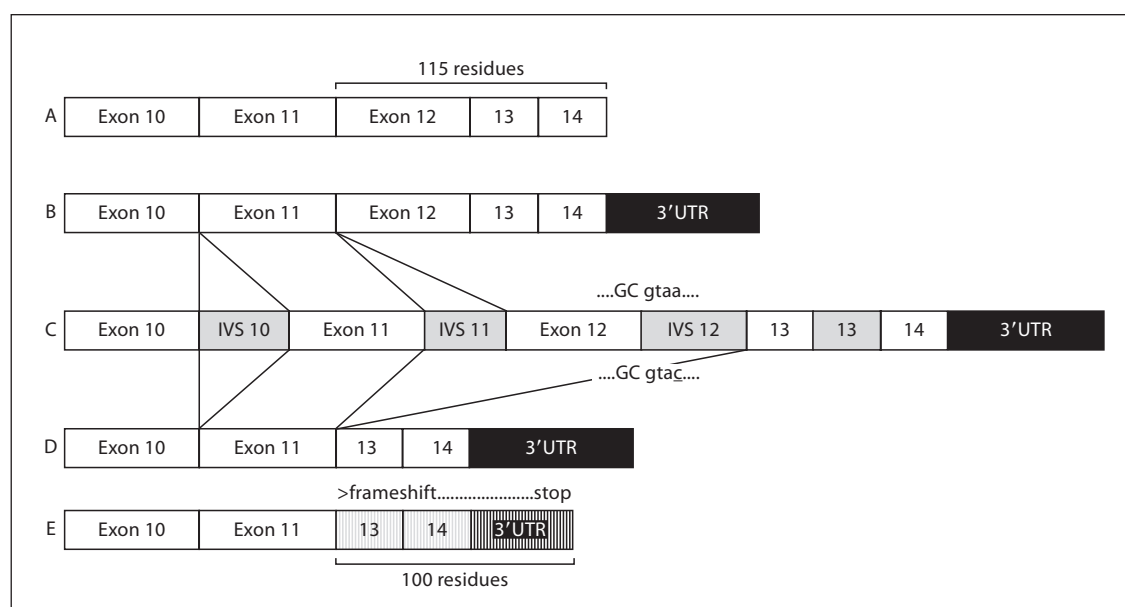 115 residues
A Exon 10 Exon 11 Exon 12 13 14
B Exon 10 Exon 11 Exon 12 13 14 3′UTR
....GC gtaa....
C Exon 10 IVS 10 Exon 11 IVS 11 Exon 12 IVS 12 13 13 14 3′UTR
....GC gtac....
D Exon 10 Exon 11 13 14 3′UTR
>frameshift......................stop
E Exon 10 Exon 11 13 14 3′UTR
100 residues